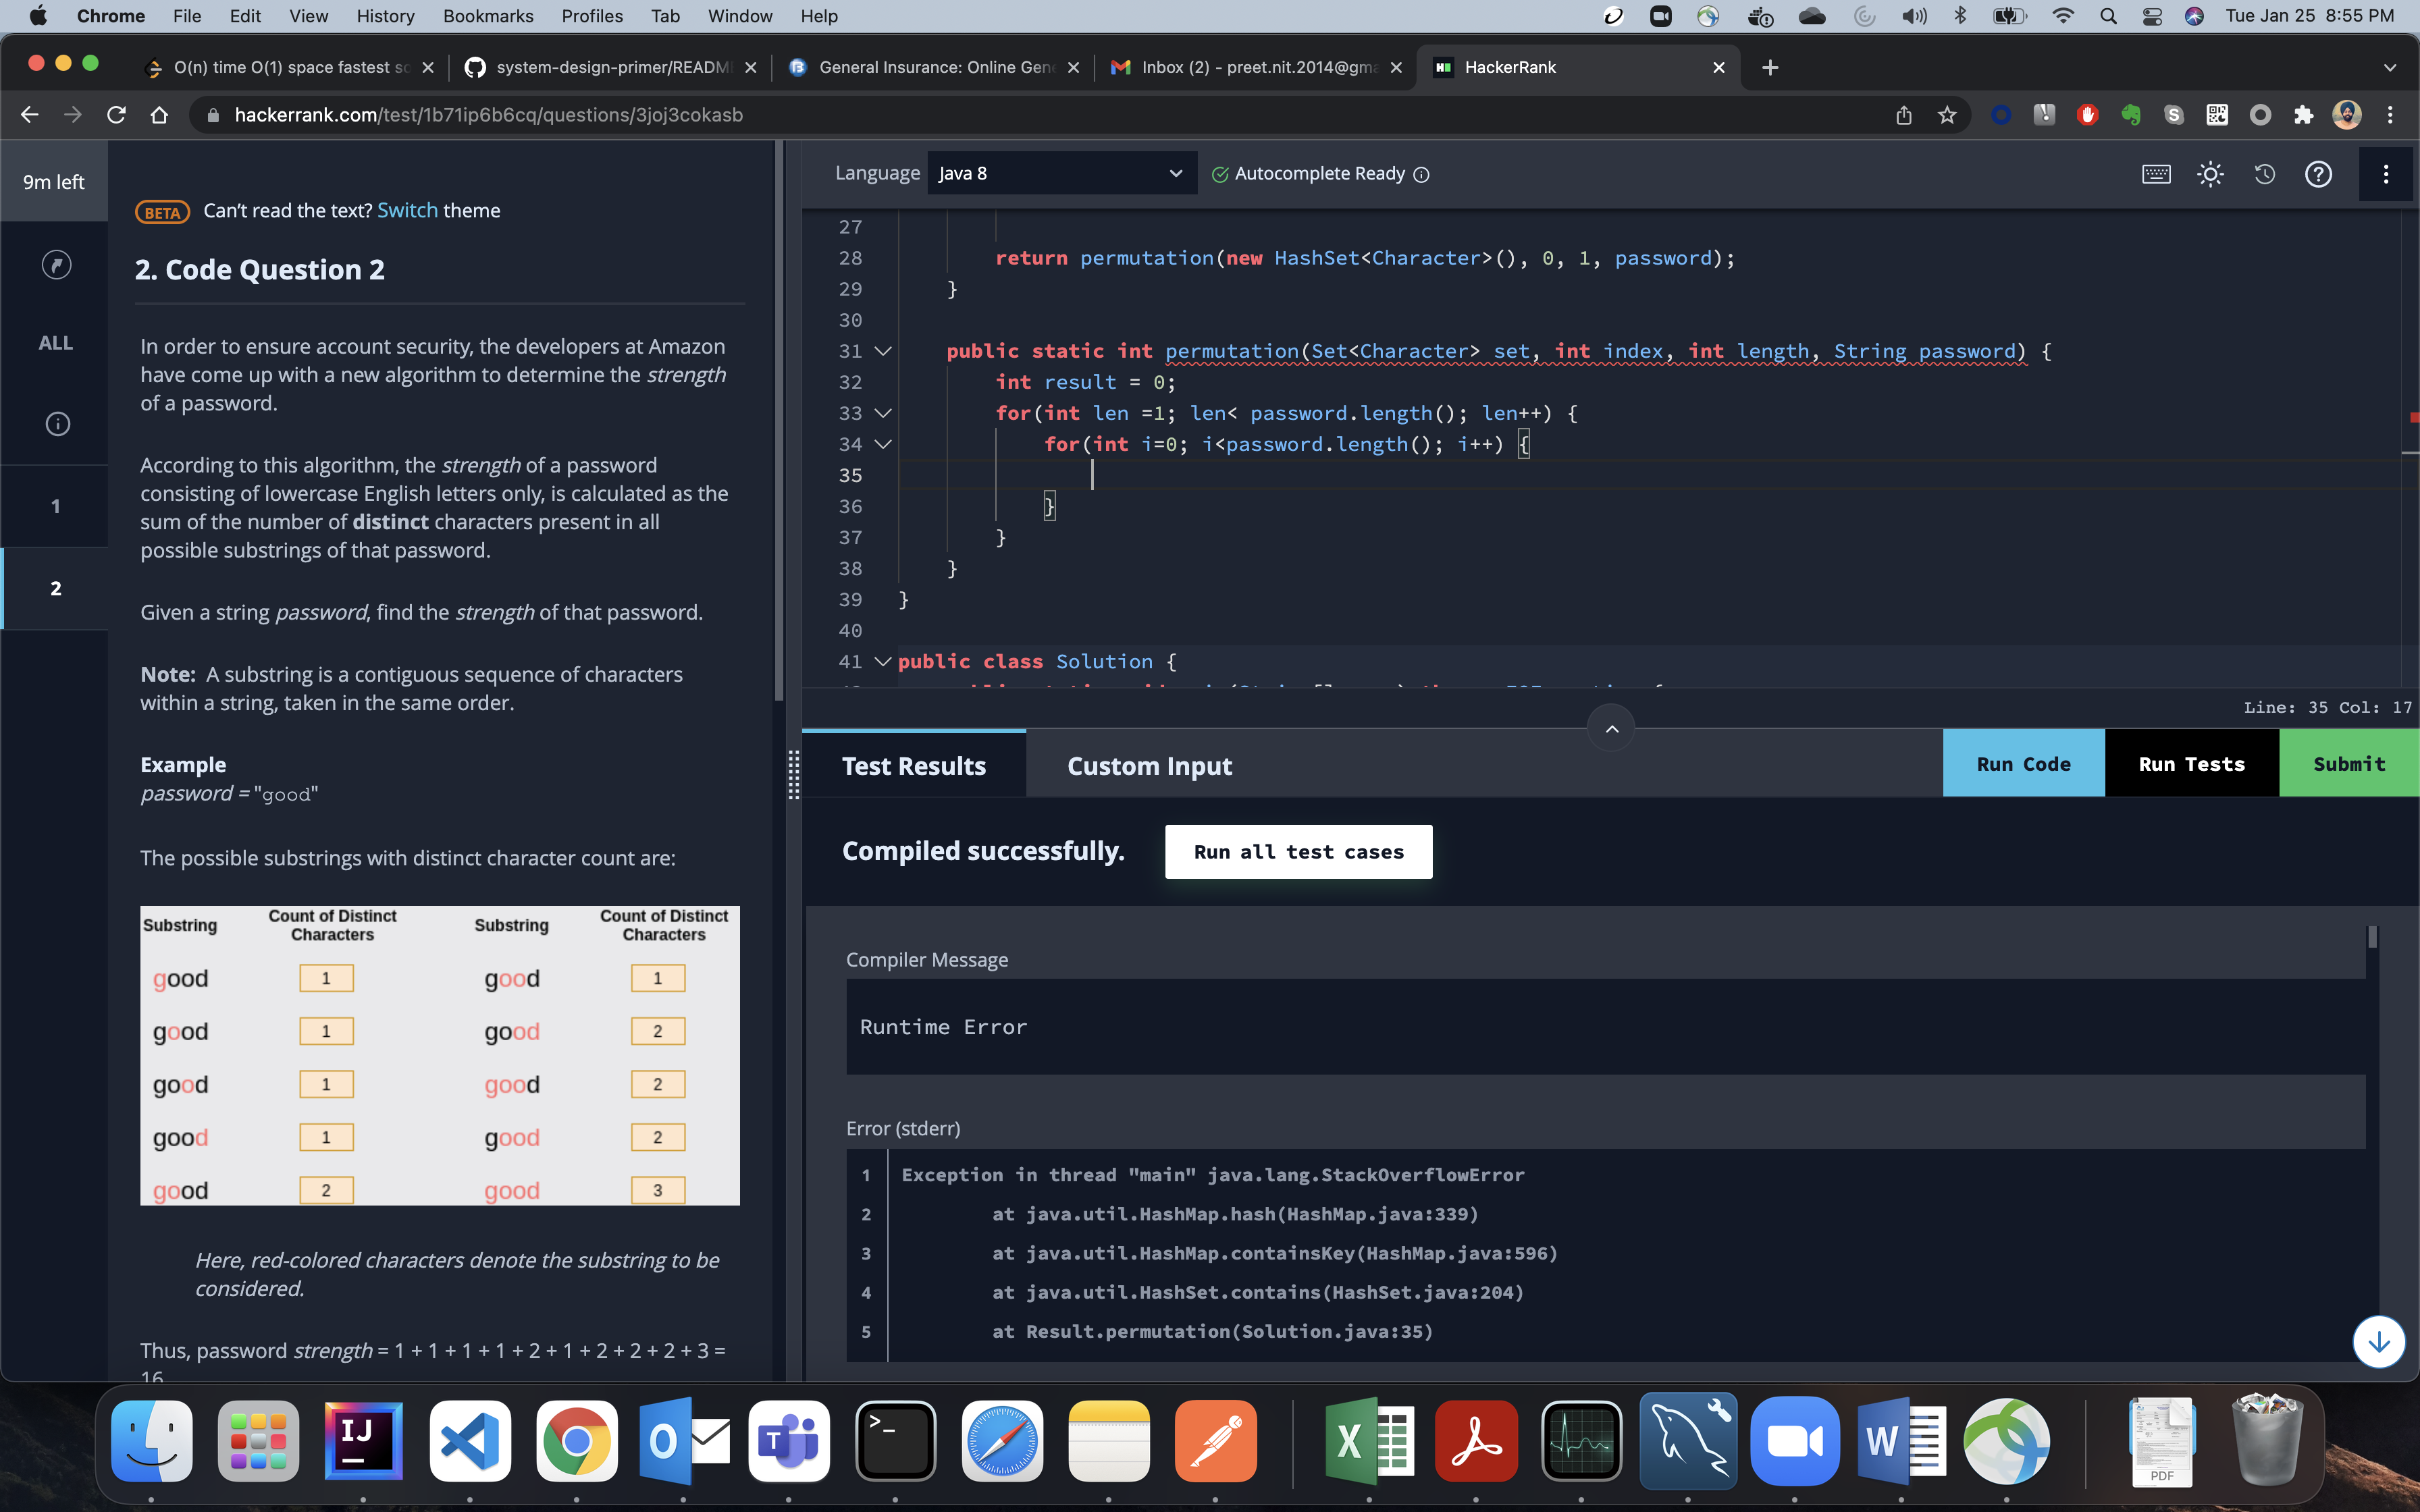 Chrome File Edit View History Bookmarks Profiles Tab Window Help Tue Jan 25 8:55 PM
O(n) time O(1) space fastest so system-design-primer/READM General Insurance: Online Gene Inbox (2) - preet.nit.2014@gma HackerRank
hackerrank.com/test/1b71ip6b6cq/questions/3joj3cokasb
9m left
ALL
1
2
BETA Can't read the text? Switch theme
2. Code Question 2
In order to ensure account security, the developers at Amazon
have come up with a new algorithm to determine the strength
of a password.
According to this algorithm, the strength of a password
consisting of lowercase English letters only, is calculated as the
sum of the number of distinct characters present in all
possible substrings of that password.
Given a string password, find the strength of that password.
Note: A substring is a contiguous sequence of characters
within a string, taken in the same order.
Example
password = "good"
The possible substrings with distinct character count are:
Substring Count of Distinct Characters Substring Count of Distinct Characters
good 1 good 1
good 1 good 2
good 1 good 2
good 1 good 2
good 2 good 3
Here, red-colored characters denote the substring to be
considered.
Thus, password strength = 1 + 1 + 1 + 1 + 2 + 1 + 2 + 2 + 2 + 3 =
16
Language Java 8 Autocomplete Ready
27
28 return permutation(new HashSet<Character>(), 0, 1, password);
29 }
30
31 public static int permutation(Set<Character> set, int index, int length, String password) {
32 int result = 0;
33 for(int len =1; len< password.length(); len++) {
34 for(int i=0; i<password.length(); i++) {
35
36 }
37 }
38 }
39 }
40
41 public class Solution {
Line: 35 Col: 17
Test Results Custom Input Run Code Run Tests Submit
Compiled successfully. Run all test cases
Compiler Message
Runtime Error
Error (stderr)
1 Exception in thread "main" java.lang.StackOverflowError
2 at java.util.HashMap.hash(HashMap.java:339)
3 at java.util.HashMap.containsKey(HashMap.java:596)
4 at java.util.HashSet.contains(HashSet.java:204)
5 at Result.permutation(Solution.java:35)
IJ
PDF